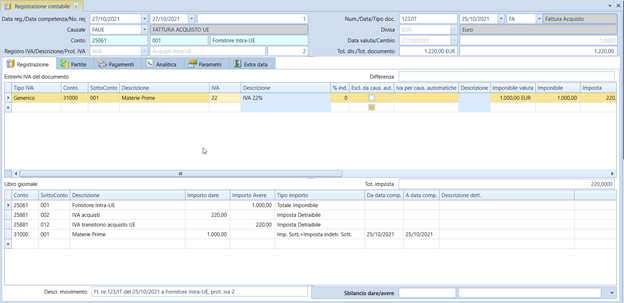 Registrazione contabile
Data reg./Data competenza/No. reg 27/10/2021 27/10/2021 1 Num./Data/Tipo doc. 123/IT 25/10/2021 FA Fattura Acquisto
Causale FAUE FATTURA ACQUISTO UE Divisa EUR Euro
Conto 25061 001 Fornitore Intra-UE Data valuta/Cambio 27/10/2021 1,0000
Registro IVA/Descrizione/Prot. IVA AUE Acquisti Intra UE 2 Tot. div./Tot. documento 1.220,00 EUR 1.220,00
Registrazione Partite Pagamenti Analitica Parametri Extra data
Estremi IVA del documento Differenza
Tipo IVA Conto SottoConto Descrizione IVA Descrizione % ind. Escl. da caus. aut. Iva per caus. automatiche Descrizione Imponibile valuta Imponibile Imposta
Generico 31000 001 Materie Prime 22 IVA 22% 0 1.000,00 EUR 1.000,00 220,
Libro giornale Tot. imposta 220,0000
Conto SottoConto Descrizione Importo dare Importo Avere Tipo importo Da data comp. A data comp. Descrizione dett.
25061 001 Fornitore Intra-UE 1.000,00 Totale Imponibile
25881 002 IVA acquisti 220,00 Imposta Detraibile
25881 012 IVA transitorio acquisto UE 220,00 Imposta Detraibile
31000 001 Materie Prime 1.000,00 Imp. Sott.+Imposta indetr. Sott. 25/10/2021 25/10/2021
Descr. movimento Ft. nr.123/IT del 25/10/2021 a Fornitore Intra-UE, prot. iva 2 Sbilancio dare/avere